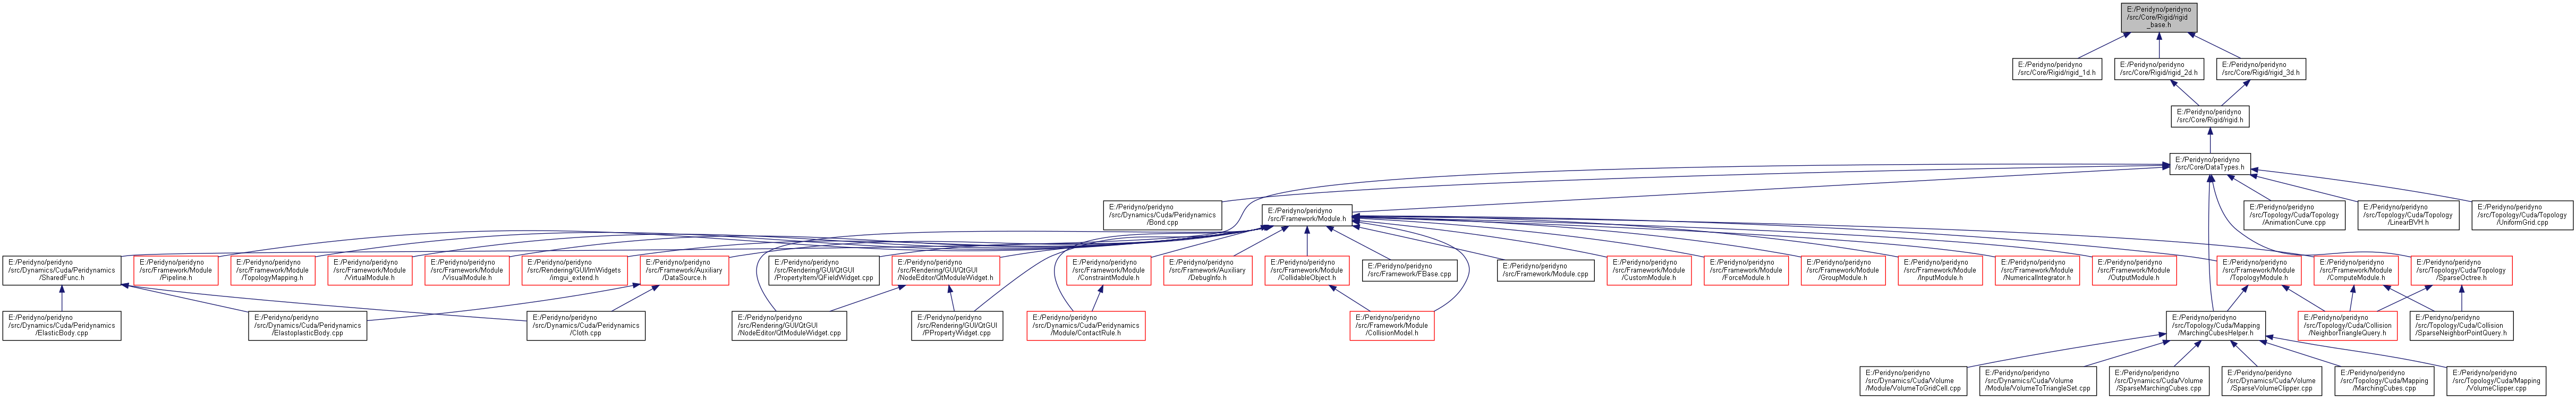 E:/Peridyno/peridyno
/src/Core/Rigid/rigid
_base.h
E:/Peridyno/peridyno
/src/Core/Rigid/rigid_1d.h
E:/Peridyno/peridyno
/src/Core/Rigid/rigid_2d.h
E:/Peridyno/peridyno
/src/Core/Rigid/rigid_3d.h
E:/Peridyno/peridyno
/src/Core/Rigid/rigid.h
E:/Peridyno/peridyno
/src/Core/DataTypes.h
E:/Peridyno/peridyno
/src/Dynamics/Cuda/Peridynamics
/Bond.cpp
E:/Peridyno/peridyno
/src/Framework/Module.h
E:/Peridyno/peridyno
/src/Topology/Cuda/Topology
/AnimationCurve.cpp
E:/Peridyno/peridyno
/src/Topology/Cuda/Topology
/LinearBVH.h
E:/Peridyno/peridyno
/src/Topology/Cuda/Topology
/UniformGrid.cpp
E:/Peridyno/peridyno
/src/Dynamics/Cuda/Peridynamics
/SharedFunc.h
E:/Peridyno/peridyno
/src/Framework/Module
/Pipeline.h
E:/Peridyno/peridyno
/src/Framework/Module
/TopologyMapping.h
E:/Peridyno/peridyno
/src/Framework/Module
/VirtualModule.h
E:/Peridyno/peridyno
/src/Framework/Module
/VisualModule.h
E:/Peridyno/peridyno
/src/Rendering/GUI/ImWidgets
/imgui_extend.h
E:/Peridyno/peridyno
/src/Framework/Auxiliary
/DataSource.h
E:/Peridyno/peridyno
/src/Rendering/GUI/QtGUI
/PropertyItem/QFieldWidget.cpp
E:/Peridyno/peridyno
/src/Rendering/GUI/QtGUI
/NodeEditor/QtModuleWidget.h
E:/Peridyno/peridyno
/src/Framework/Module
/ConstraintModule.h
E:/Peridyno/peridyno
/src/Framework/Auxiliary
/DebugInfo.h
E:/Peridyno/peridyno
/src/Framework/Module
/CollidableObject.h
E:/Peridyno/peridyno
/src/Framework/FBase.cpp
E:/Peridyno/peridyno
/src/Framework/Module.cpp
E:/Peridyno/peridyno
/src/Framework/Module
/CustomModule.h
E:/Peridyno/peridyno
/src/Framework/Module
/ForceModule.h
E:/Peridyno/peridyno
/src/Framework/Module
/GroupModule.h
E:/Peridyno/peridyno
/src/Framework/Module
/InputModule.h
E:/Peridyno/peridyno
/src/Framework/Module
/NumericalIntegrator.h
E:/Peridyno/peridyno
/src/Framework/Module
/OutputModule.h
E:/Peridyno/peridyno
/src/Framework/Module
/TopologyModule.h
E:/Peridyno/peridyno
/src/Framework/Module
/ComputeModule.h
E:/Peridyno/peridyno
/src/Topology/Cuda/Topology
/SparseOctree.h
E:/Peridyno/peridyno
/src/Dynamics/Cuda/Peridynamics
/ElasticBody.cpp
E:/Peridyno/peridyno
/src/Dynamics/Cuda/Peridynamics
/ElastoplasticBody.cpp
E:/Peridyno/peridyno
/src/Dynamics/Cuda/Peridynamics
/Cloth.cpp
E:/Peridyno/peridyno
/src/Rendering/GUI/QtGUI
/NodeEditor/QtModuleWidget.cpp
E:/Peridyno/peridyno
/src/Rendering/GUI/QtGUI
/PPropertyWidget.cpp
E:/Peridyno/peridyno
/src/Dynamics/Cuda/Peridynamics
/Module/ContactRule.h
E:/Peridyno/peridyno
/src/Framework/Module
/CollisionModel.h
E:/Peridyno/peridyno
/src/Topology/Cuda/Mapping
/MarchingCubesHelper.h
E:/Peridyno/peridyno
/src/Topology/Cuda/Collision
/NeighborTriangleQuery.h
E:/Peridyno/peridyno
/src/Topology/Cuda/Collision
/SparseNeighborPointQuery.h
E:/Peridyno/peridyno
/src/Dynamics/Cuda/Volume
/Module/VolumeToGridCell.cpp
E:/Peridyno/peridyno
/src/Dynamics/Cuda/Volume
/Module/VolumeToTriangleSet.cpp
E:/Peridyno/peridyno
/src/Dynamics/Cuda/Volume
/SparseMarchingCubes.cpp
E:/Peridyno/peridyno
/src/Dynamics/Cuda/Volume
/SparseVolumeClipper.cpp
E:/Peridyno/peridyno
/src/Topology/Cuda/Mapping
/MarchingCubes.cpp
E:/Peridyno/peridyno
/src/Topology/Cuda/Mapping
/VolumeClipper.cpp